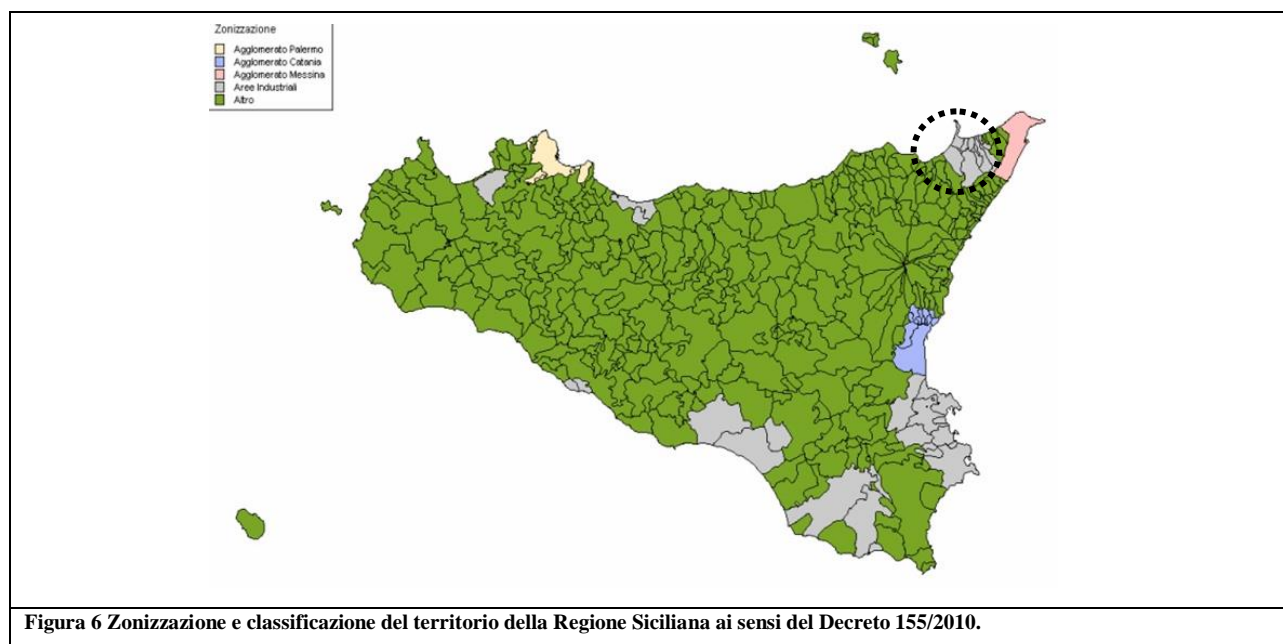 Zonizzazione
Agglomerato Palermo
Agglomerato Catania
Agglomerato Messina
Aree Industriali
Altro
Figura 6 Zonizzazione e classificazione del territorio della Regione Siciliana ai sensi del Decreto 155/2010.